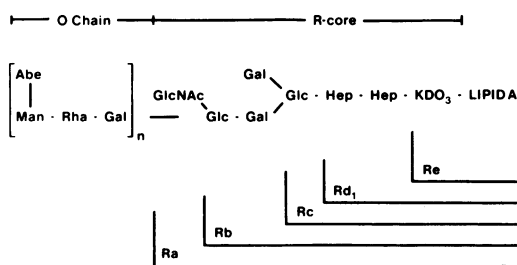 O Chain R-core
Abe
Gal
GlcNAc Glc · Hep · Hep · KDO₃ · LIPID A
Man · Rha · Gal n Glc · Gal
Re
Rd₁
Rc
Rb
Ra